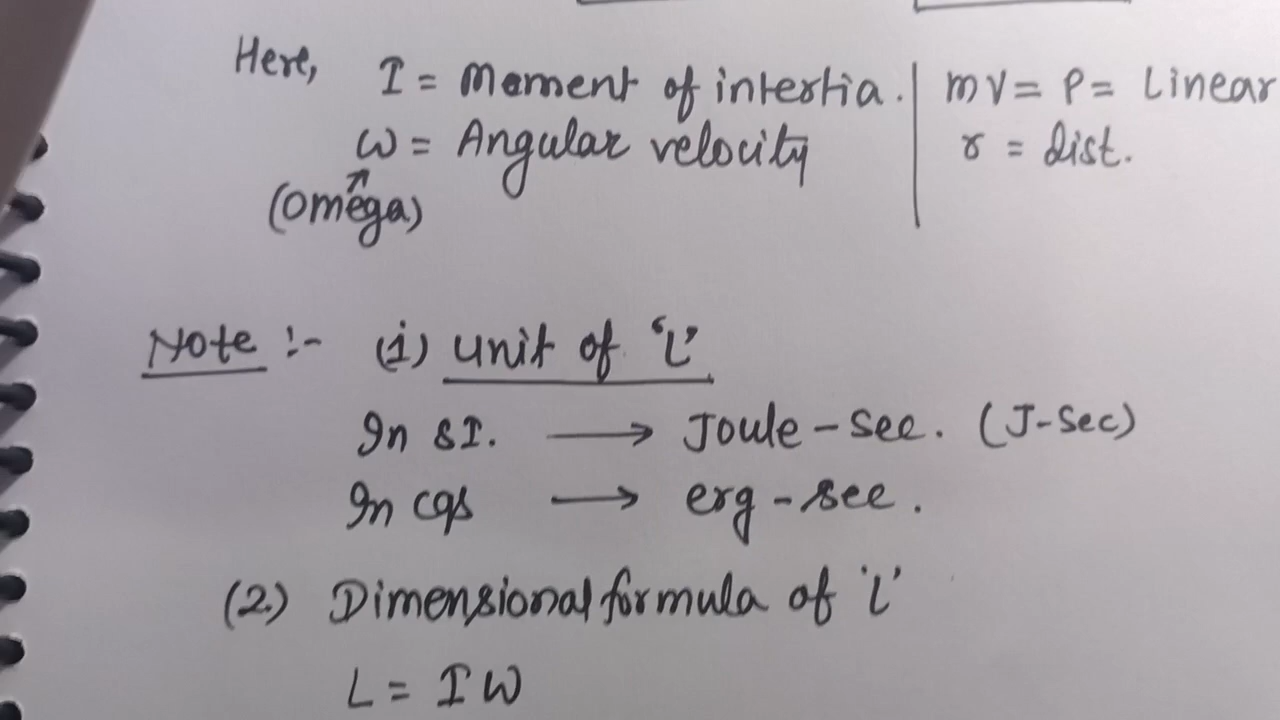 Here, I = Moment of intertia. | mv = P = Linear
ω = Angular velocity | r = dist.
(omega)
Note :- (1) unit of 'L'
In SI. → Joule-sec. (J-Sec)
In cgs → erg-sec.
(2.) Dimensional formula of 'L'
L = I W